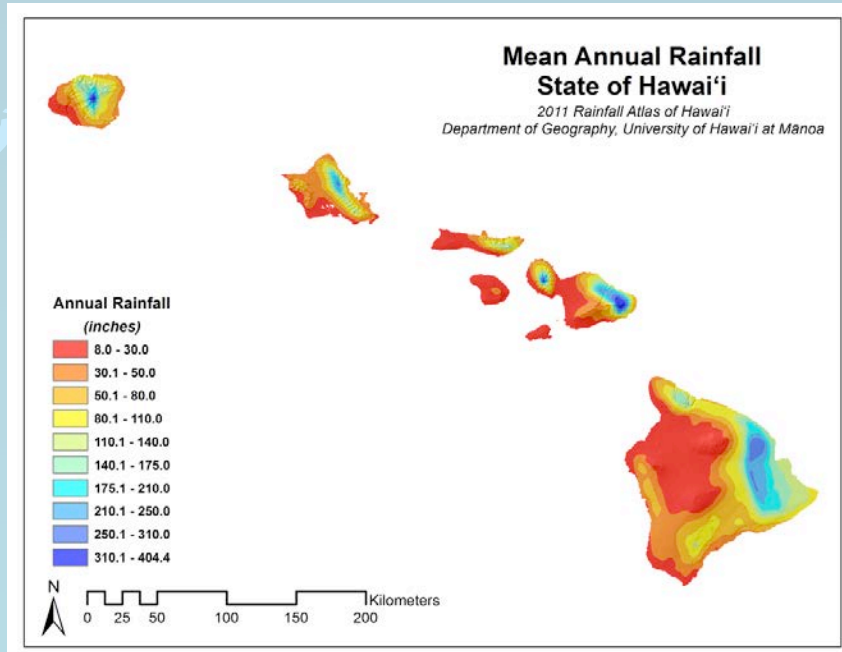 Mean Annual Rainfall
State of Hawai‘i
2011 Rainfall Atlas of Hawai‘i
Department of Geography, University of Hawai‘i at Mānoa
Annual Rainfall
(inches)
8.0 - 30.0
30.1 - 50.0
50.1 - 80.0
80.1 - 110.0
110.1 - 140.0
140.1 - 175.0
175.1 - 210.0
210.1 - 250.0
250.1 - 310.0
310.1 - 404.4
N
Kilometers
0 25 50 100 150 200